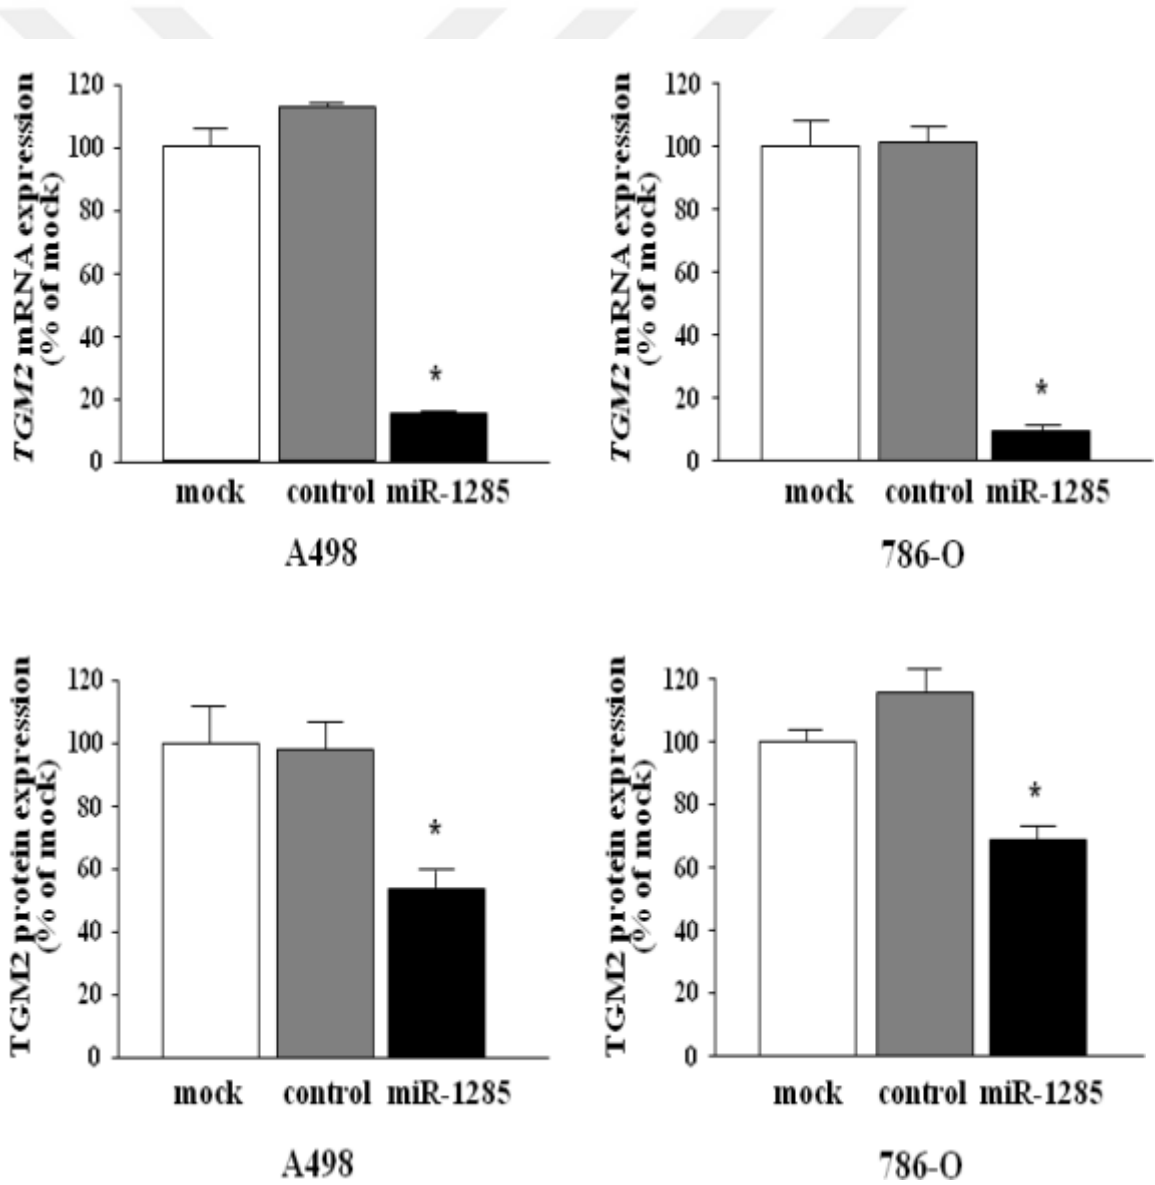 TGM2 mRNA expression
(% of mock)
120
100
80
60
40
20
0
*
mock control miR-1285
A498
TGM2 mRNA expression
(% of mock)
120
100
80
60
40
20
0
*
mock control miR-1285
786-O
TGM2 protein expression
(% of mock)
120
100
80
60
40
20
0
*
mock control miR-1285
A498
TGM2 protein expression
(% of mock)
120
100
80
60
40
20
0
*
mock control miR-1285
786-O